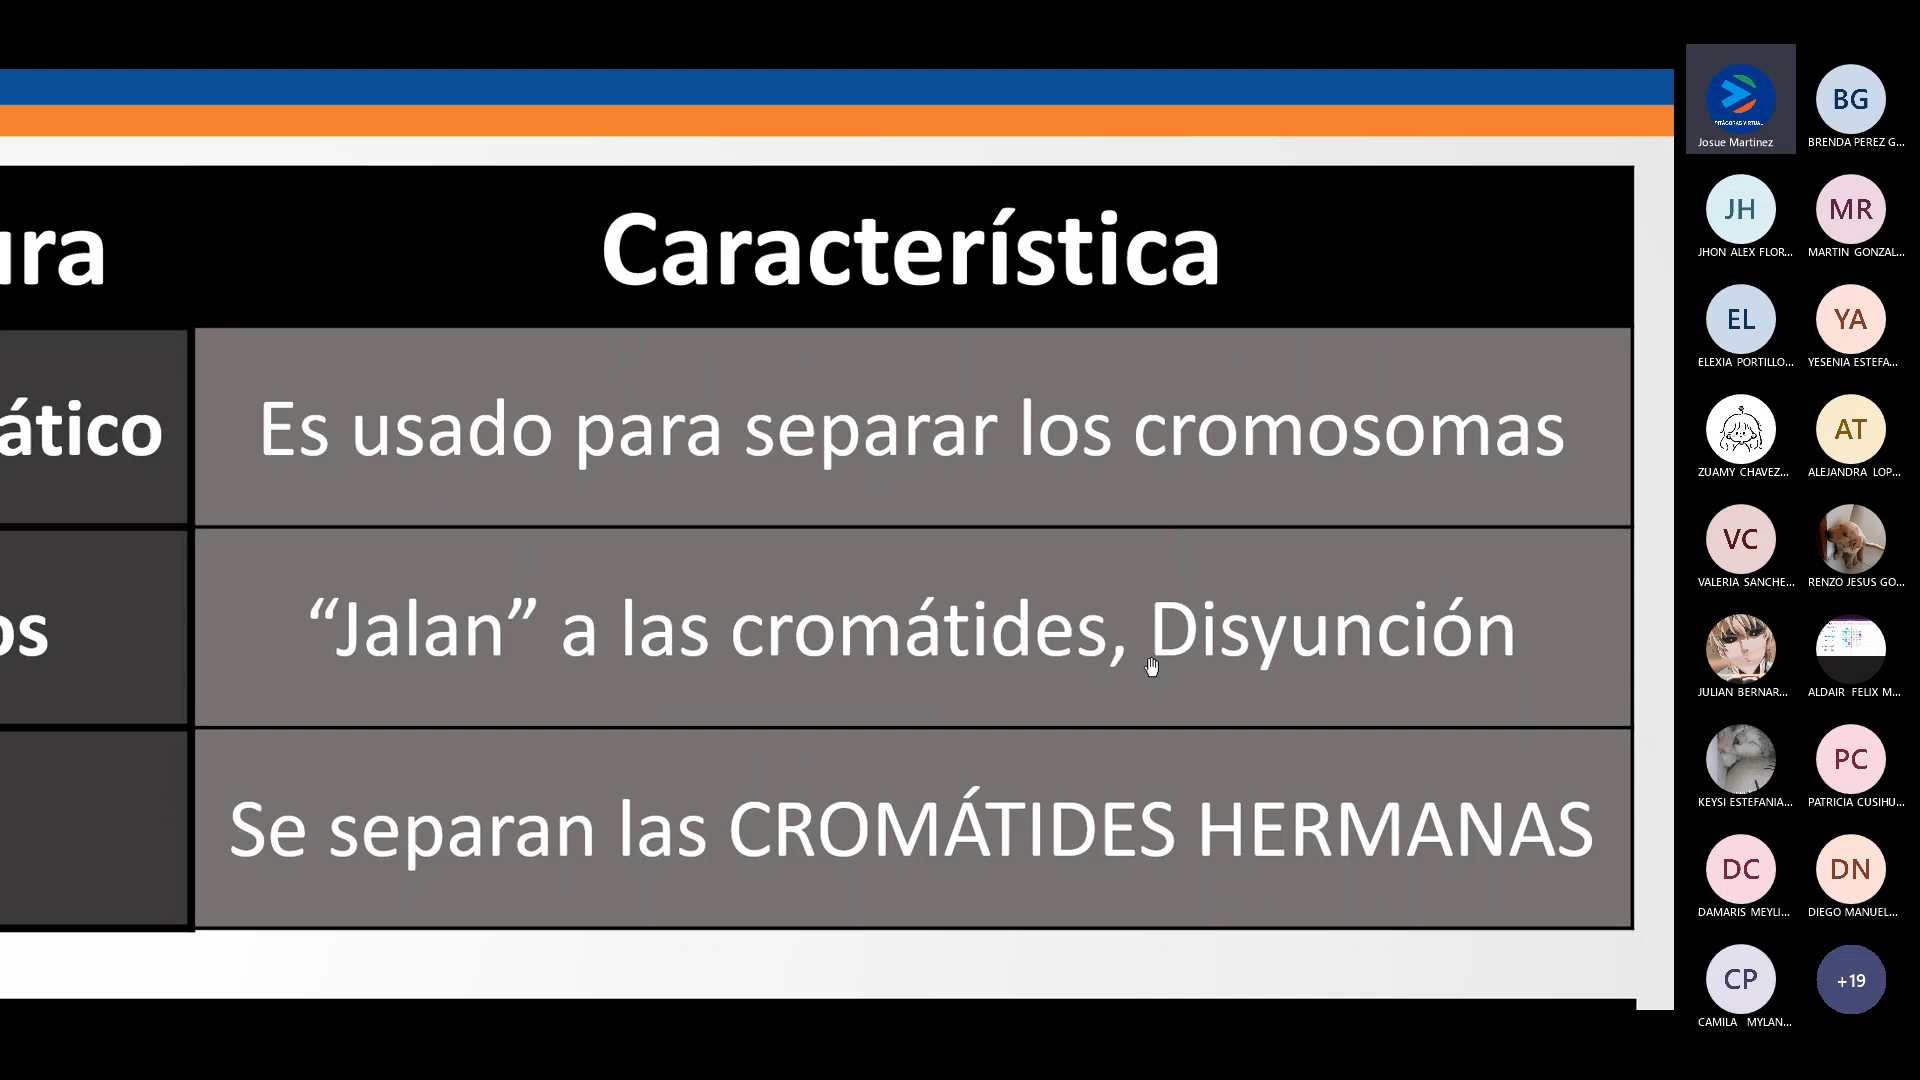 ura Característica
ático Es usado para separar los cromosomas
os “Jalan” a las cromátides, Disyunción
Se separan las CROMÁTIDES HERMANAS
Josue Martinez
BG
BRENDA PEREZ G...
JH
JHON ALEX FLOR...
MR
MARTIN GONZAL...
EL
ELEXIA PORTILLO...
YA
YESENIA ESTEFA...
ZUAMY CHAVEZ...
AT
ALEJANDRA LOP...
VC
VALERIA SANCHE...
RENZO JESUS GO...
JULIAN BERNAR...
ALDAIR FELIX M...
KEYSI ESTEFANIA...
PC
PATRICIA CUSIHU...
DC
DAMARIS MEYLI...
DN
DIEGO MANUEL...
CP
CAMILA MYLAN...
+19